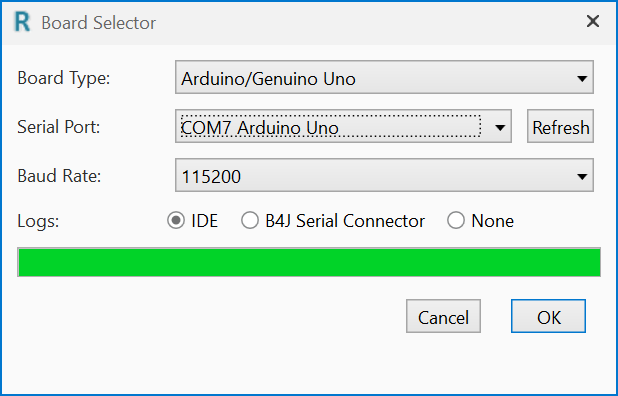 R Board Selector
Board Type: Arduino/Genuino Uno
Serial Port: COM7 Arduino Uno Refresh
Baud Rate: 115200
Logs: IDE B4J Serial Connector None
Cancel OK